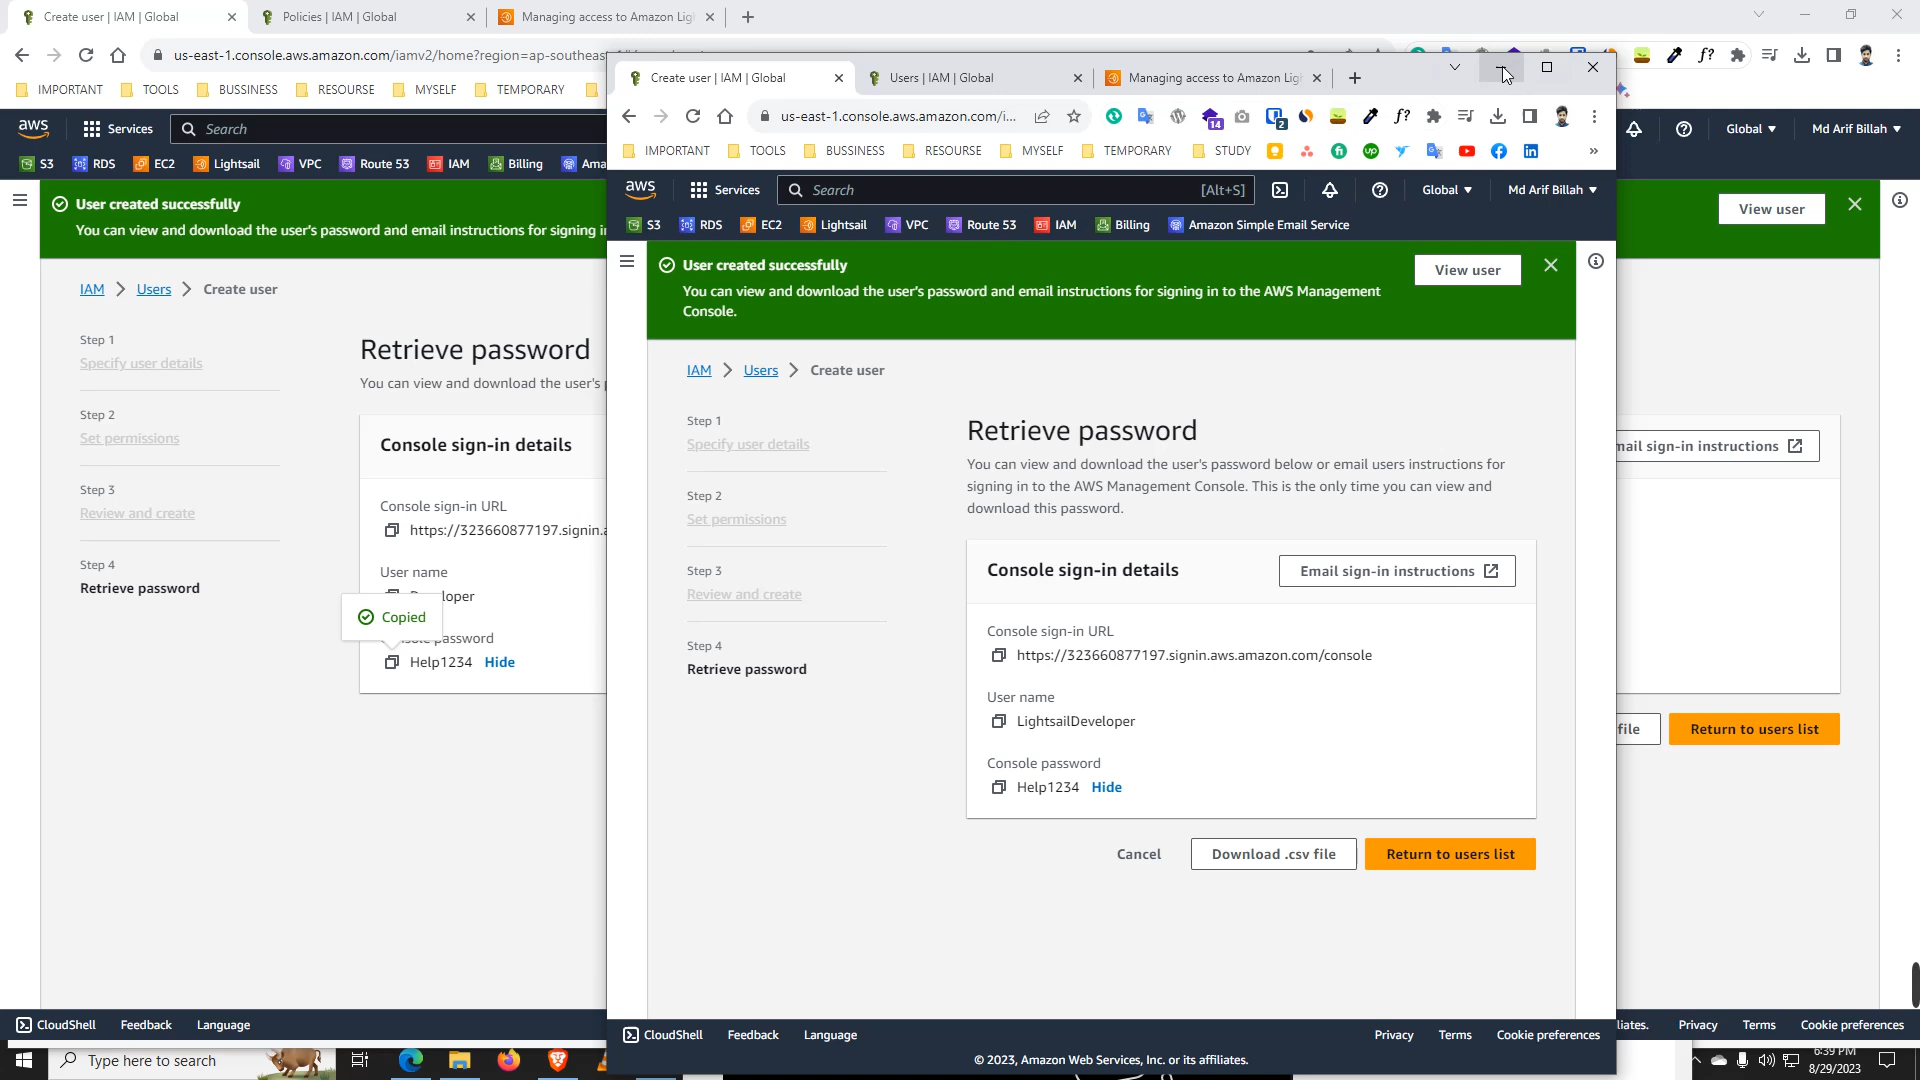 Create user | IAM | Global
Policies | IAM | Global
Managing access to Amazon Lig
us-east-1.console.aws.amazon.com/iamv2/home?region=ap-southeas
IMPORTANT
TOOLS
BUSSINESS
RESOURSE
MYSELF
TEMPORARY
aws
Services
Search
Global
Md Arif Billah
S3
RDS
EC2
Lightsail
VPC
Route 53
IAM
Billing
Ama
User created successfully
You can view and download the user's password and email instructions for signing i
View user
IAM
Users
Create user
Step 1
Specify user details
Step 2
Set permissions
Step 3
Review and create
Step 4
Retrieve password
Retrieve password
You can view and download the user's
Console sign-in details
mail sign-in instructions
Console sign-in URL
https://323660877197.signin.a
User name
loper
Copied
password
Help1234 Hide
file
Return to users list
CloudShell
Feedback
Language
liates.
Privacy
Terms
Cookie preferences
Type here to search
6:39 PM
8/29/2023
Create user | IAM | Global
Users | IAM | Global
Managing access to Amazon Lig
us-east-1.console.aws.amazon.com/i...
14
2
f?
IMPORTANT
TOOLS
BUSSINESS
RESOURSE
MYSELF
TEMPORARY
STUDY
aws
Services
Search
[Alt+S]
Global
Md Arif Billah
S3
RDS
EC2
Lightsail
VPC
Route 53
IAM
Billing
Amazon Simple Email Service
User created successfully
You can view and download the user's password and email instructions for signing in to the AWS Management
Console.
View user
IAM
Users
Create user
Step 1
Specify user details
Step 2
Set permissions
Step 3
Review and create
Step 4
Retrieve password
Retrieve password
You can view and download the user's password below or email users instructions for
signing in to the AWS Management Console. This is the only time you can view and
download this password.
Console sign-in details
Email sign-in instructions
Console sign-in URL
https://323660877197.signin.aws.amazon.com/console
User name
LightsailDeveloper
Console password
Help1234 Hide
Cancel
Download .csv file
Return to users list
CloudShell
Feedback
Language
Privacy
Terms
Cookie preferences
© 2023, Amazon Web Services, Inc. or its affiliates.